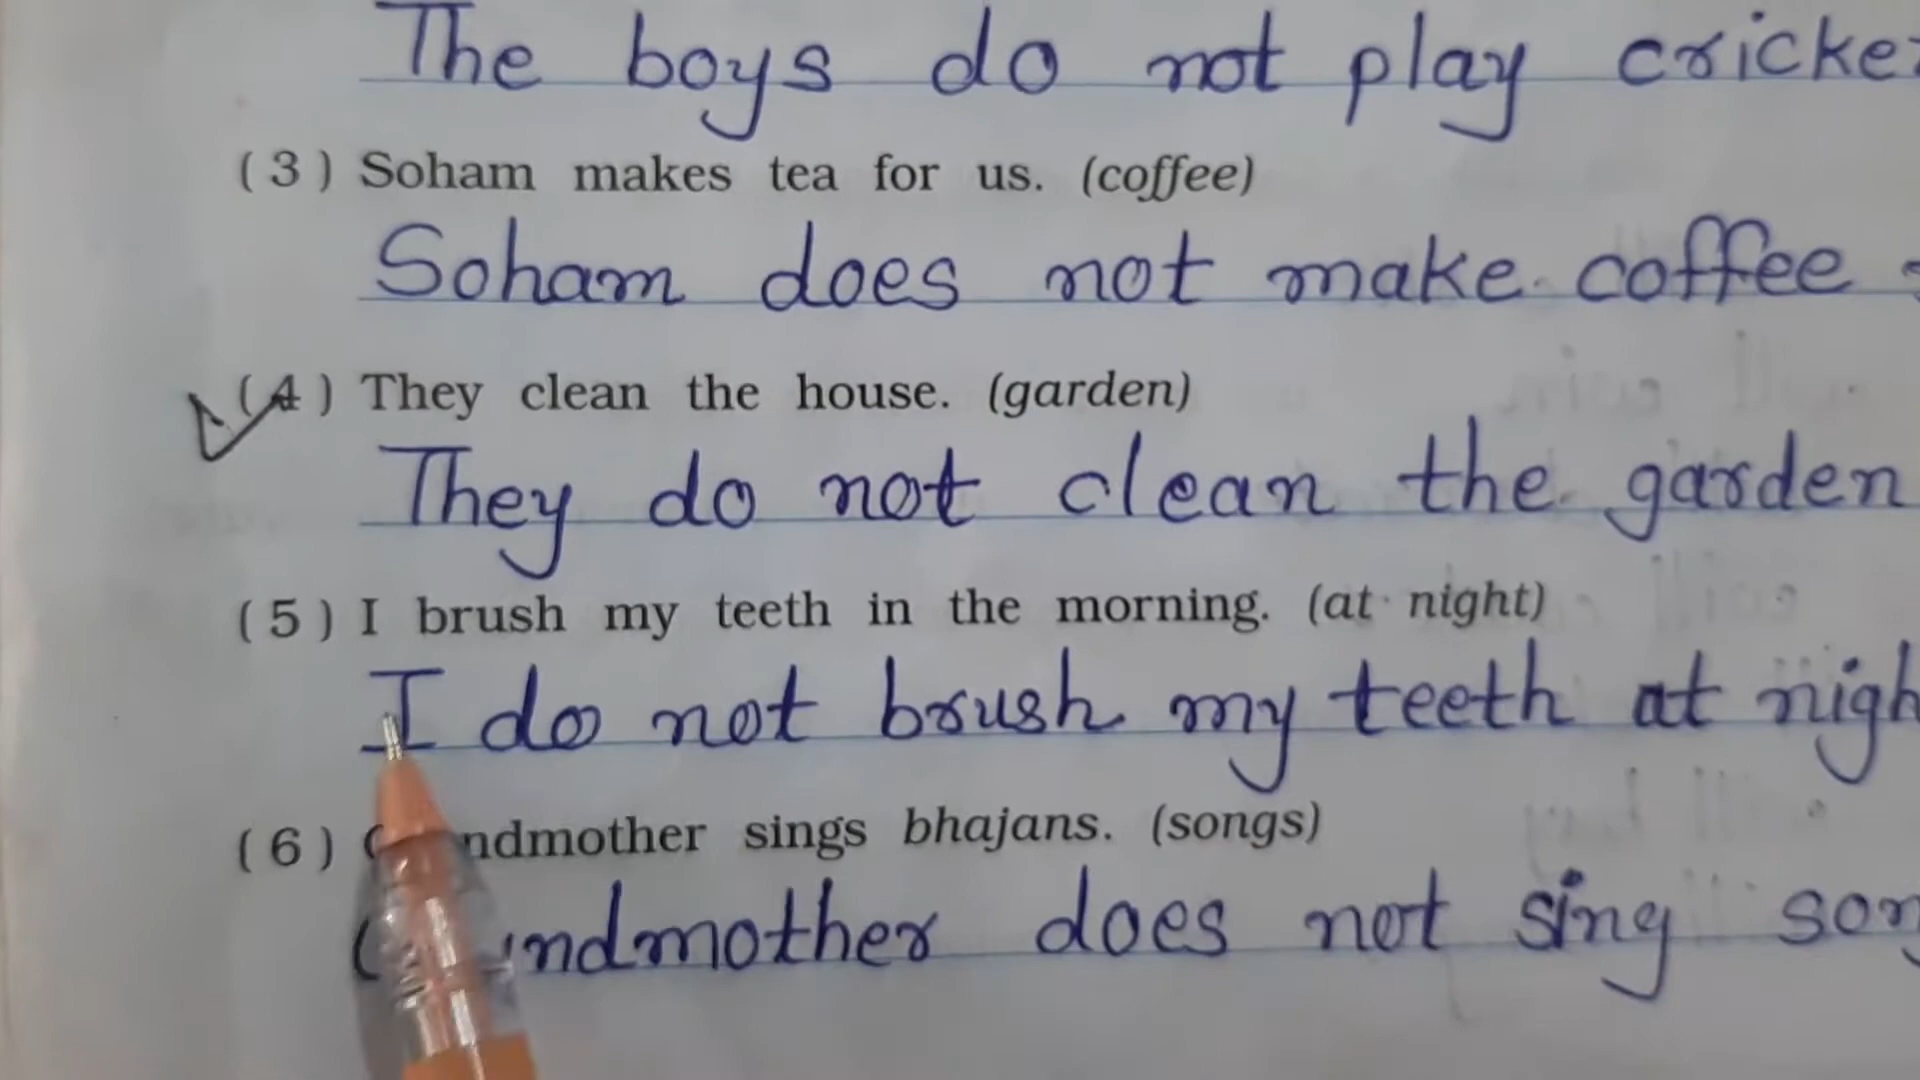 The boys do not play
(3) Soham makes tea for us. (coffee)
Soham does not make coffee
(4) They clean the house. (garden)
They do not clean the garden
(5) I brush my teeth in the morning. (at night)
I do not brush my teeth at
(6) sings bhajans. (songs)
does not sing